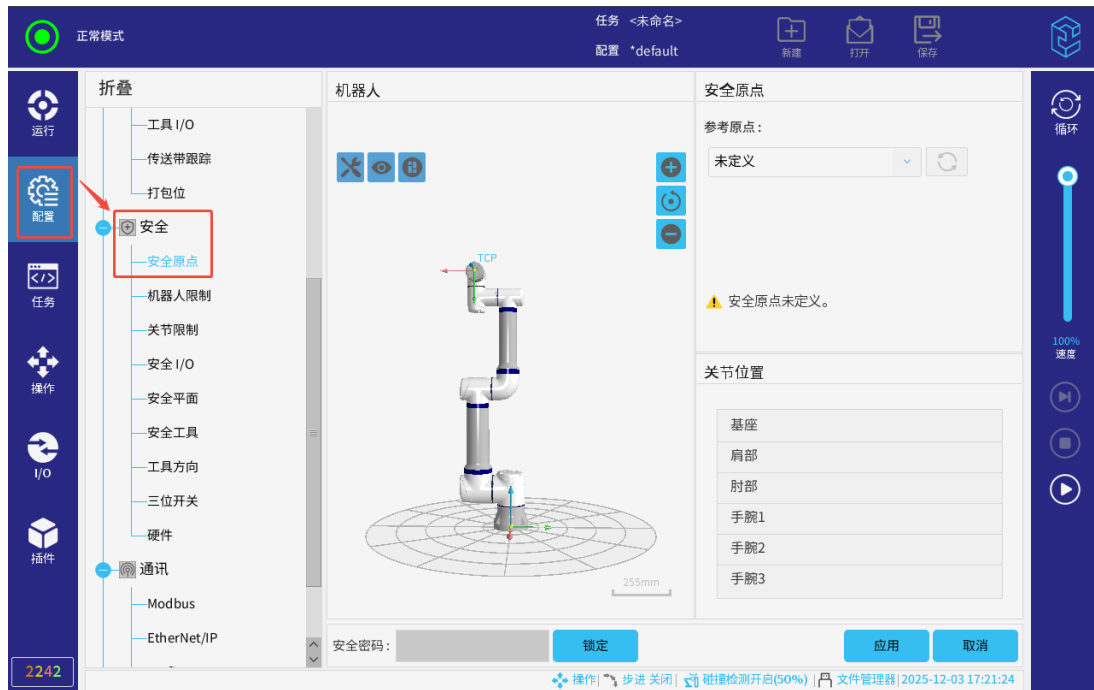 正常模式
任务 <未命名>
配置 *default
新建
打开
保存
运行
配置
任务
操作
I/O
插件
2242
折叠
工具 I/O
传送带跟踪
打包位
安全
安全原点
机器人限制
关节限制
安全 I/O
安全平面
安全工具
工具方向
三位开关
硬件
通讯
Modbus
EtherNet/IP
机器人
TCP
255mm
安全原点
参考原点:
未定义
安全原点未定义。
关节位置
基座
肩部
肘部
手腕1
手腕2
手腕3
安全密码: 锁定 应用 取消
循环
100%
速度
操作| 步进 关闭| 碰撞检测开启(50%) | 文件管理器|2025-12-03 17:21:24